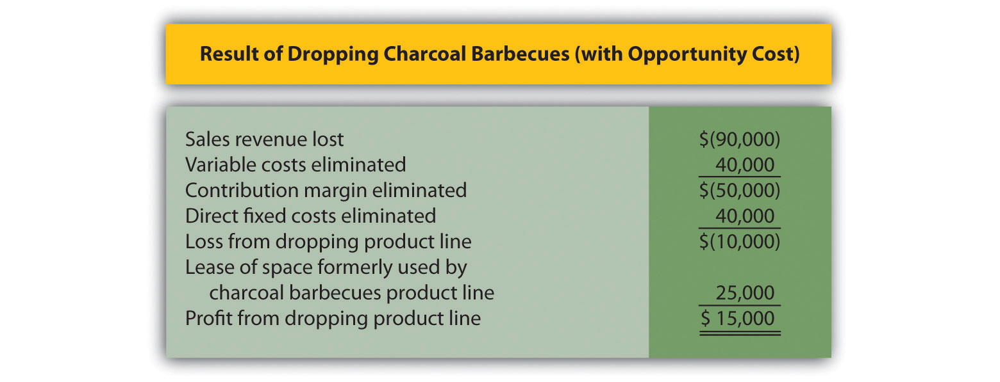 Result of Dropping Charcoal Barbecues (with Opportunity Cost)
Sales revenue lost $(90,000)
Variable costs eliminated 40,000
Contribution margin eliminated $(50,000)
Direct fixed costs eliminated 40,000
Loss from dropping product line $(10,000)
Lease of space formerly used by
charcoal barbecues product line 25,000
Profit from dropping product line $ 15,000